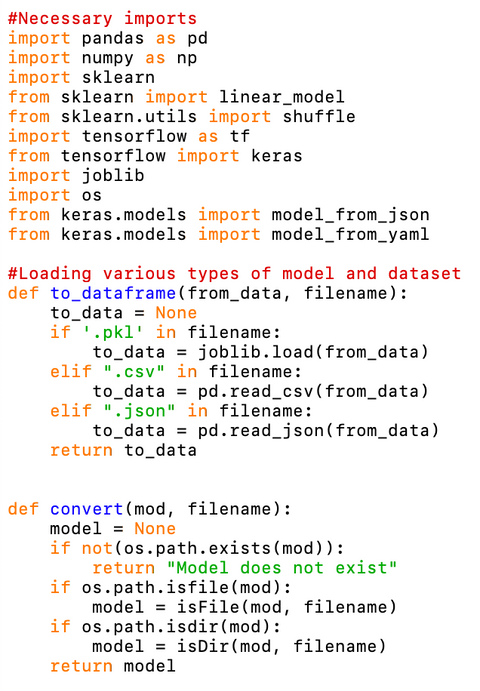 #Necessary imports
import pandas as pd
import numpy as np
import sklearn
from sklearn import linear_model
from sklearn.utils import shuffle
import tensorflow as tf
from tensorflow import keras
import joblib
import os
from keras.models import model_from_json
from keras.models import model_from_yaml

#Loading various types of model and dataset
def to_dataframe(from_data, filename):
    to_data = None
    if '.pkl' in filename:
        to_data = joblib.load(from_data)
    elif ".csv" in filename:
        to_data = pd.read_csv(from_data)
    elif ".json" in filename:
        to_data = pd.read_json(from_data)
    return to_data


def convert(mod, filename):
    model = None
    if not(os.path.exists(mod)):
        return "Model does not exist"
    if os.path.isfile(mod):
        model = isFile(mod, filename)
    if os.path.isdir(mod):
        model = isDir(mod, filename)
    return model